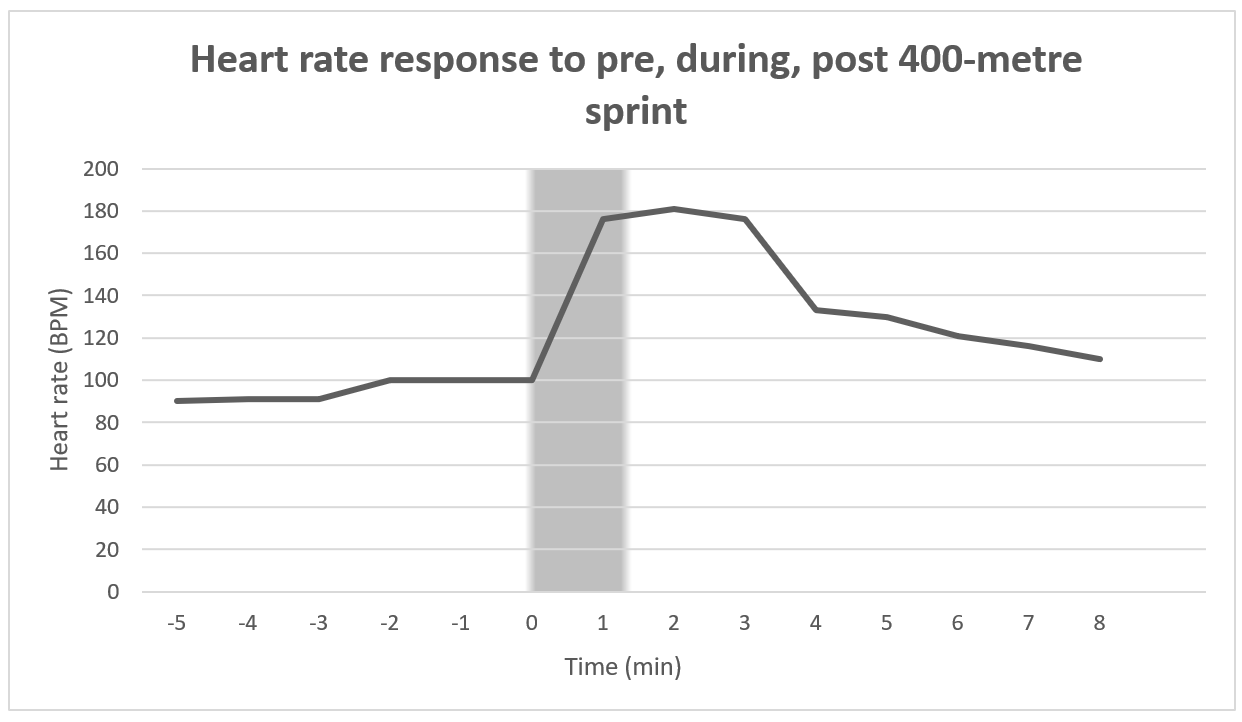 Heart rate response to pre, during, post 400-metre
sprint
200
180
160
140
120
100
80
60
40
20
0
Heart rate (BPM)
-5 -4 -3 -2 -1 0 1 2 3 4 5 6 7 8
Time (min)